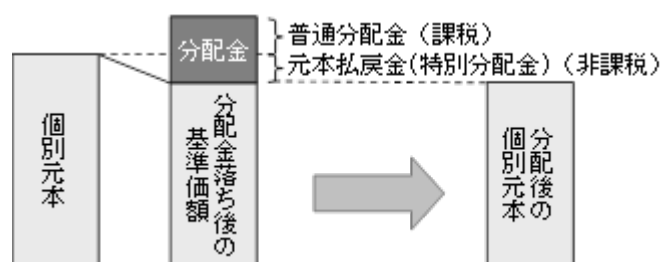 分配金
普通分配金（課税）
元本払戻金(特別分配金)（非課税）
個別元本
分配金落ち後の
基準価額
分配後の
個別元本